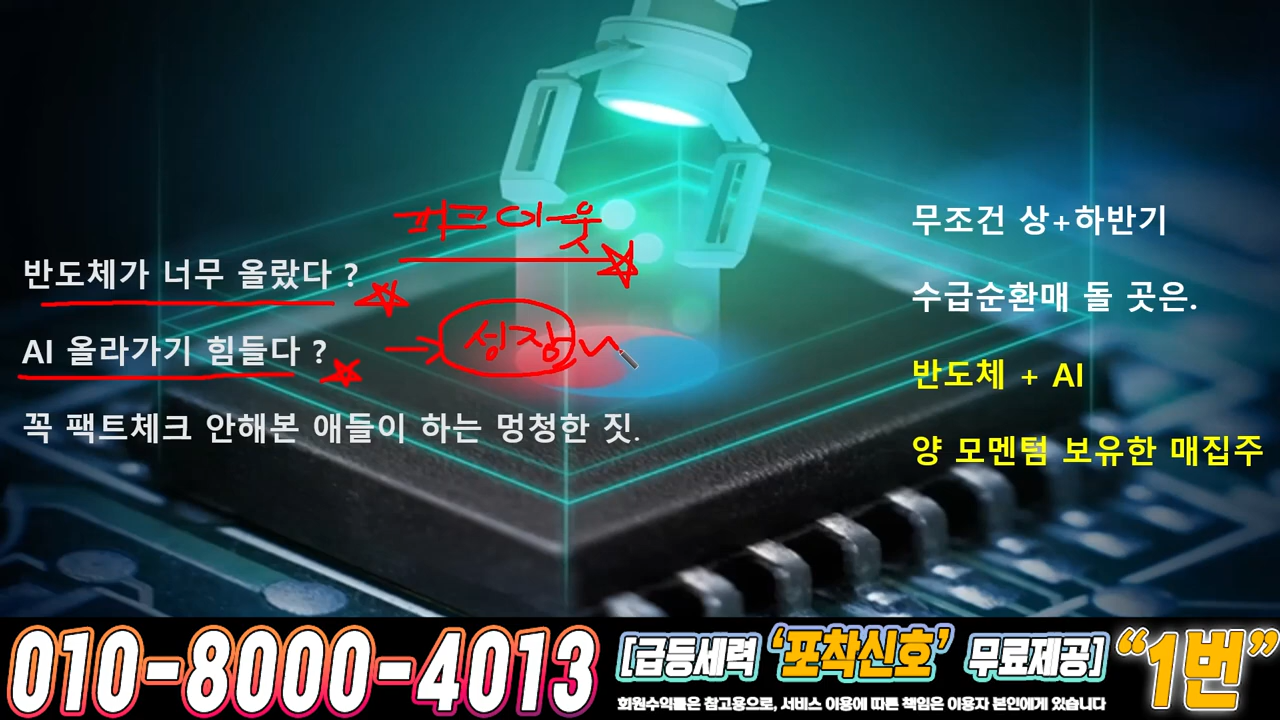 피크아웃
반도체가 너무 올랐다 ?
AI 올라가기 힘들다 ?
성장
꼭 팩트체크 안해본 애들이 하는 멍청한 짓.
무조건 상+하반기
수급순환매 돌 곳은.
반도체 + AI
양 모멘텀 보유한 매집주
010-8000-4013
[급등세력 '포착신호' 무료제공] "1번"
회원수익률은 참고용으로, 서비스 이용에 따른 책임은 이용자 본인에게 있습니다